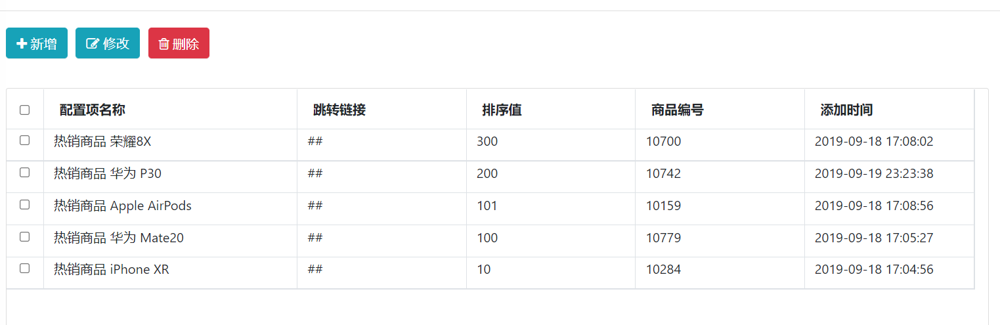 新增 修改 删除
配置项名称 跳转链接 排序值 商品编号 添加时间
热销商品 荣耀8X ## 300 10700 2019-09-18 17:08:02
热销商品 华为 P30 ## 200 10742 2019-09-19 23:23:38
热销商品 Apple AirPods ## 101 10159 2019-09-18 17:08:56
热销商品 华为 Mate20 ## 100 10779 2019-09-18 17:05:27
热销商品 iPhone XR ## 10 10284 2019-09-18 17:04:56